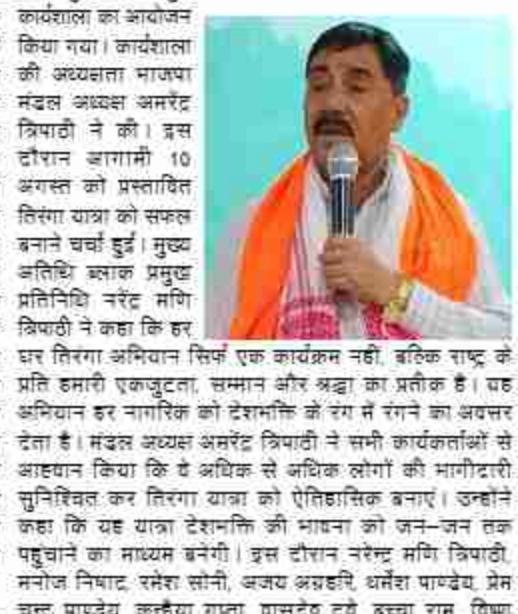 कार्यशाला का आयोजन
किया गया। कार्यशाला
की अध्यक्षता भाजपा
मंडल अध्यक्ष अमरेंद्र
त्रिपाठी ने की। इस
दौरान आगामी 10
अगस्त को प्रस्तावित
तिरंगा यात्रा को सफल
बनाने चर्चा हुई। मुख्य
अतिथि ब्लाक प्रमुख
प्रतिनिधि नरेंद्र मणि
त्रिपाठी ने कहा कि हर
घर तिरंगा अभियान सिर्फ एक कार्यक्रम नहीं, बल्कि राष्ट्र के
प्रति हमारी एकजुटता, सम्मान और श्रद्धा का प्रतीक है। यह
अभियान हर नागरिक को देशभक्ति के रंग में रंगने का अवसर
देता है। मंडल अध्यक्ष अमरेंद्र त्रिपाठी ने सभी कार्यकर्ताओं से
आहवान किया कि वे अधिक से अधिक लोगों की भागीदारी
सुनिश्चित कर तिरंगा यात्रा को ऐतिहासिक बनाएं। उन्होंने
कहा कि यह यात्रा देशभक्ति की भावना को जन–जन तक
पहुचाने का माध्यम बनेगी। इस दौरान नरेन्द्र मणि त्रिपाठी,
मनोज निषाद, रमेश सोनी, अजय अग्रहरि, धर्मेश पाण्डेय, प्रेम
चन्द पाण्डेय, कन्हैया गुप्ता, वासुदेव